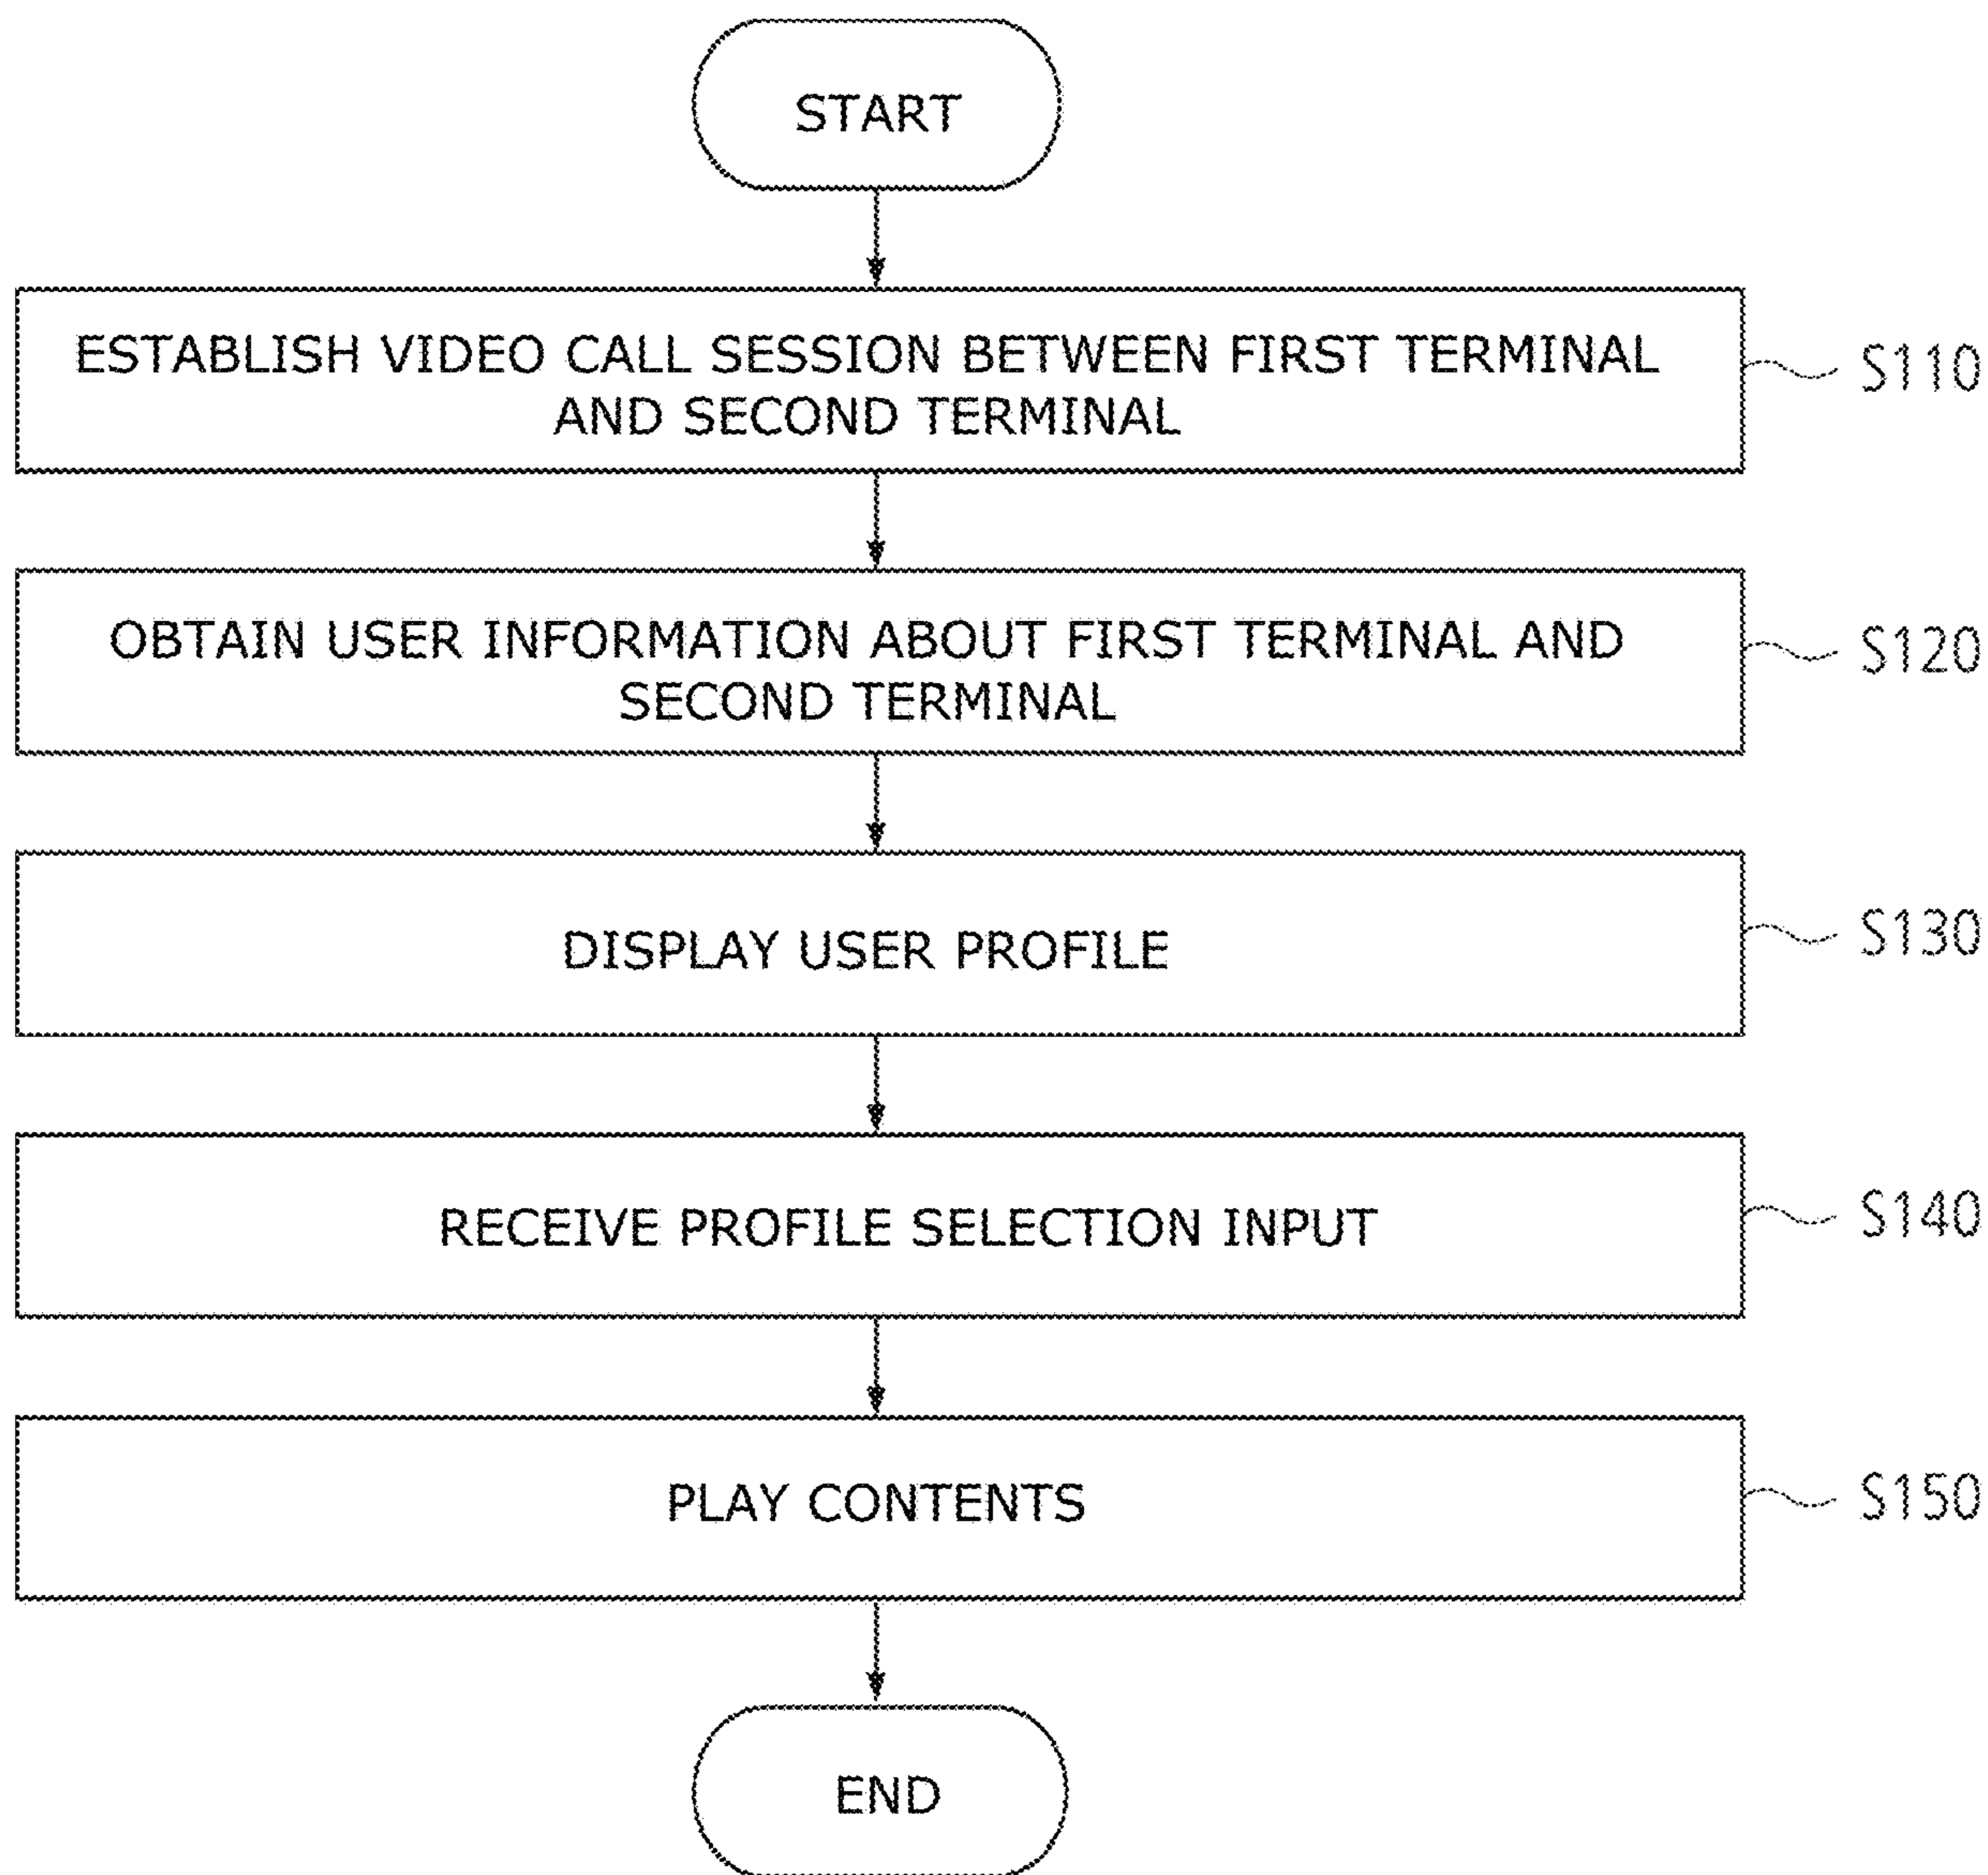 START
ESTABLISH VIDEO CALL SESSION BETWEEN FIRST TERMINAL
AND SECOND TERMINAL
S110
OBTAIN USER INFORMATION ABOUT FIRST TERMINAL AND
SECOND TERMINAL
S120
DISPLAY USER PROFILE
S130
RECEIVE PROFILE SELECTION INPUT
S140
PLAY CONTENTS
S150
END